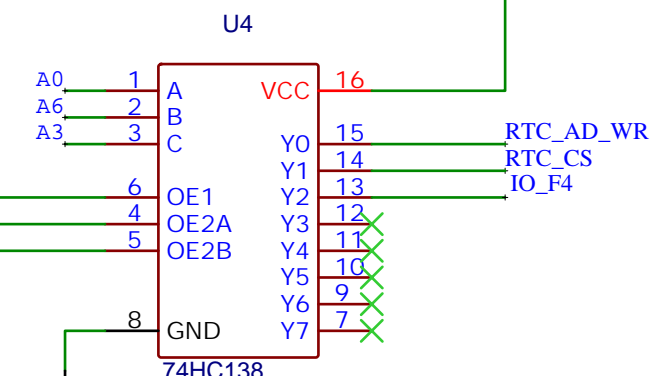 U4
A0 1 A VCC 16
A6 2 B
A3 3 C Y0 15 RTC_AD_WR
Y1 14 RTC_CS
6 OE1 Y2 13 IO_F4
4 OE2A Y3 12
5 OE2B Y4 11
Y5 10
Y6 9
8 GND Y7 7
74HC138